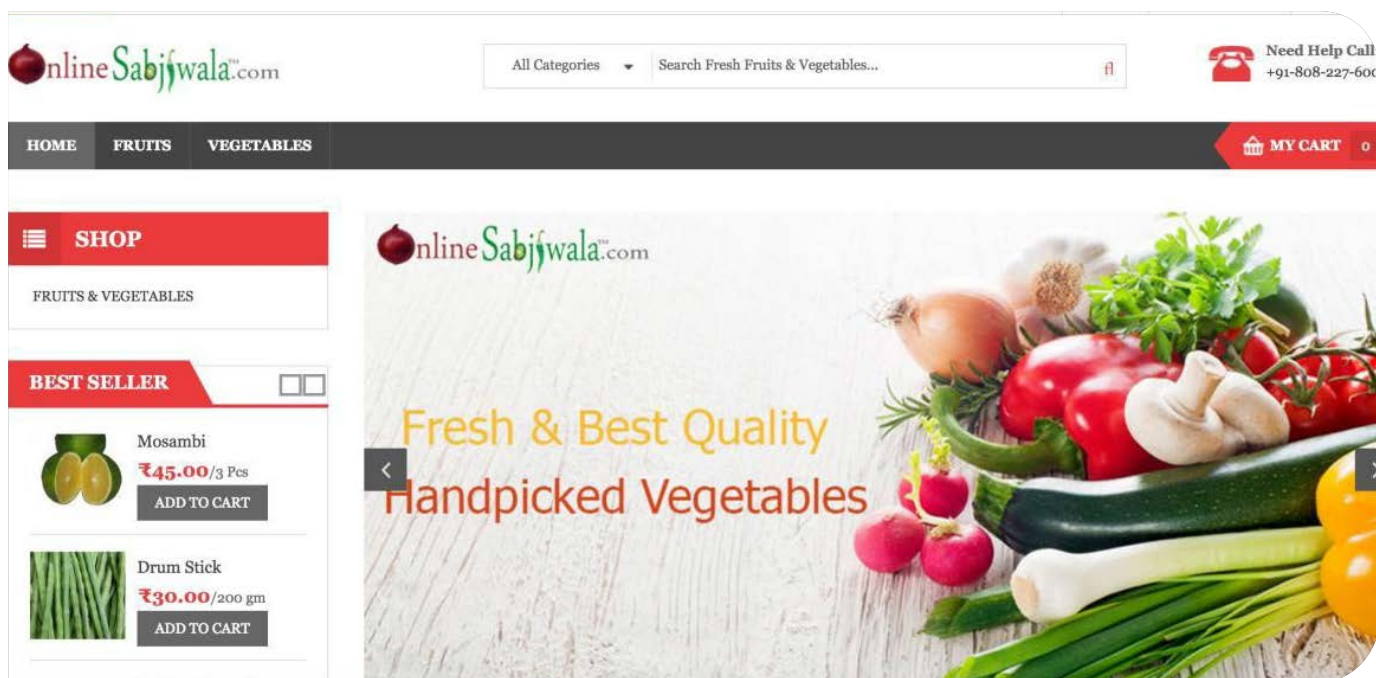 OnlineSabjiwala™.com
All Categories
Search Fresh Fruits & Vegetables...
Need Help Call
HOME
FRUITS
VEGETABLES
MY CART 0
SHOP
FRUITS & VEGETABLES
BEST SELLER
Mosambi
₹45.00/3 Pcs
ADD TO CART
Drum Stick
₹30.00/200 gm
ADD TO CART
OnlineSabjiwala™.com
Fresh & Best Quality
Handpicked Vegetables